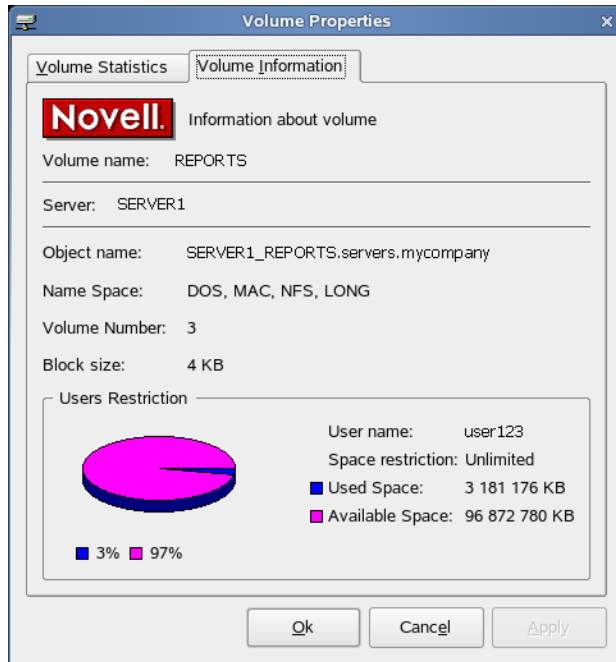 Volume Properties
Volume Statistics
Volume Information
Novell. Information about volume
Volume name: REPORTS
Server: SERVER1
Object name: SERVER1_REPORTS.servers.mycompany
Name Space: DOS, MAC, NFS, LONG
Volume Number: 3
Block size: 4 KB
Users Restriction
User name: user123
Space restriction: Unlimited
Used Space: 3 181 176 KB
Available Space: 96 872 780 KB
3% 97%
Ok Cancel Apply